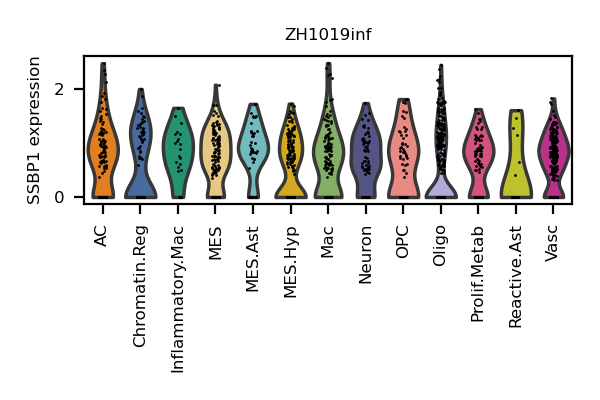 ZH1019inf
SSBP1 expression
2
0
AC
Chromatin.Reg
Inflammatory.Mac
MES
MES.Ast
MES.Hyp
Mac
Neuron
OPC
Oligo
Prolif.Metab
Reactive.Ast
Vasc